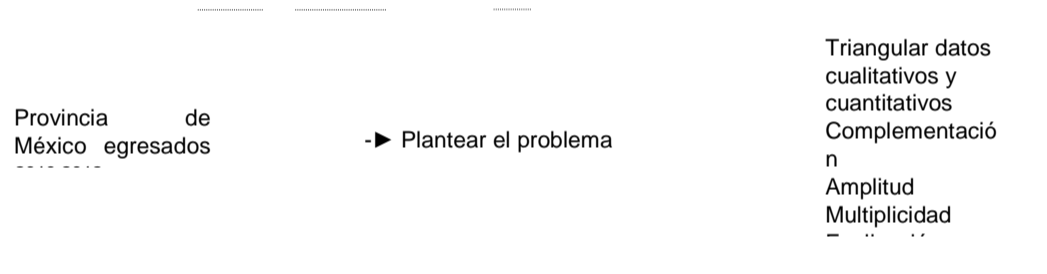 Provincia de
México egresados
-► Plantear el problema
Triangular datos
cualitativos y
cuantitativos
Complementació
n
Amplitud
Multiplicidad